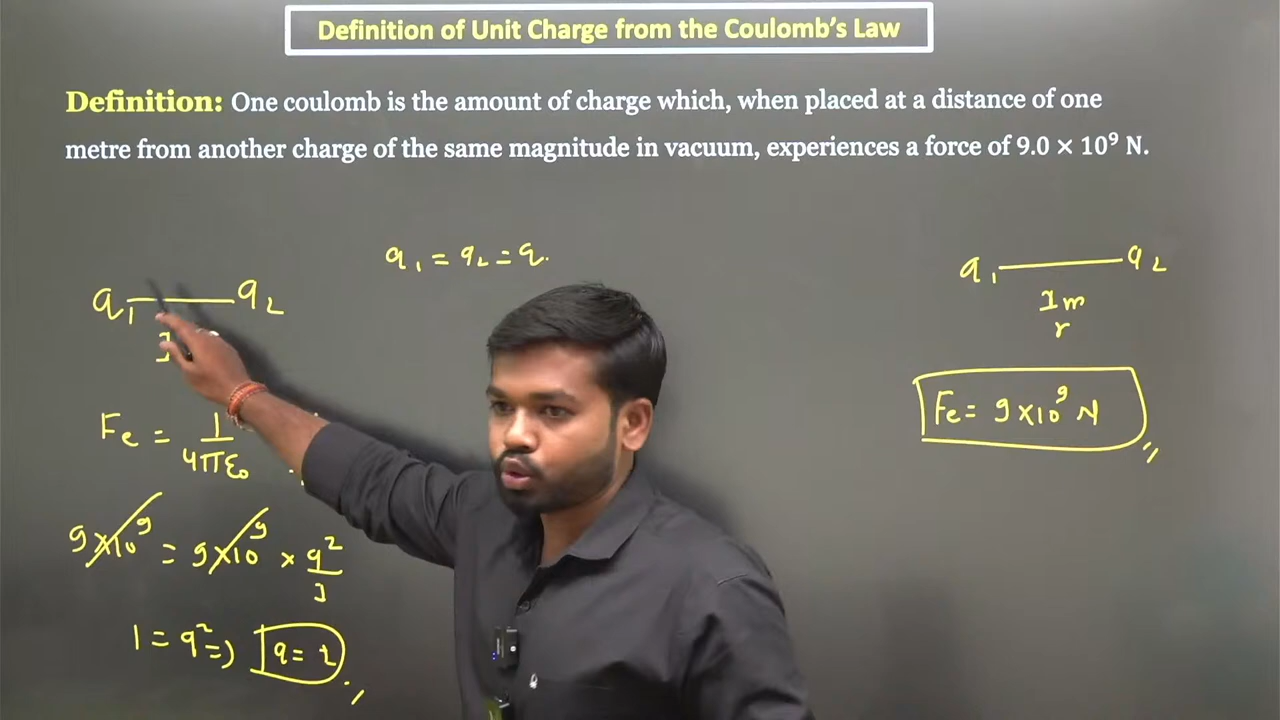 Definition of Unit Charge from the Coulomb's Law
Definition: One coulomb is the amount of charge which, when placed at a distance of one
metre from another charge of the same magnitude in vacuum, experiences a force of 9.0 × 10⁹ N.
q₁ = q₂ = q.
q₁ q₂
q₁ q₂
1m
r
Fe = 1/4πε₀
Fe = 9×10⁹ N
9×10⁹ = 9×10⁹ × q²/1
1 = q² => q = 1